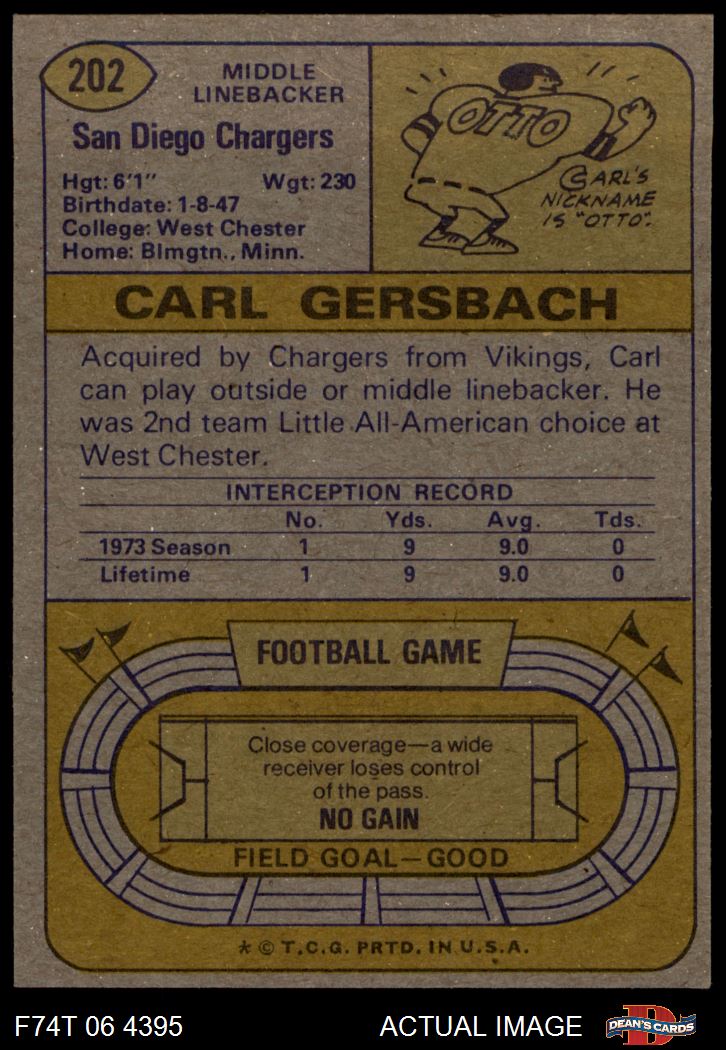 202
MIDDLE
LINEBACKER
San Diego Chargers
Hgt: 6'1" Wgt: 230
Birthdate: 1-8-47
College: West Chester
Home: Blmgtn., Minn.
OTTO
CARL'S
NICKNAME
IS "OTTO".
CARL GERSBACH
Acquired by Chargers from Vikings, Carl
can play outside or middle linebacker. He
was 2nd team Little All-American choice at
West Chester.
INTERCEPTION RECORD
No. Yds. Avg. Tds.
1973 Season 1 9 9.0 0
Lifetime 1 9 9.0 0
FOOTBALL GAME
Close coverage—a wide
receiver loses control
of the pass.
NO GAIN
FIELD GOAL—GOOD
* © T.C.G. PRTD. IN U.S.A.
F74T 06 4395 ACTUAL IMAGE D DEAN'S CARDS